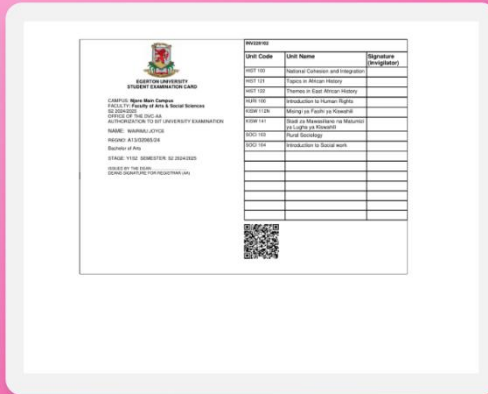 EGERTON UNIVERSITY
STUDENT EXAMINATION CARD
CAMPUS: Njoro Main Campus
FACULTY: Faculty of Arts & Social Sciences
S2 2024/2025
OFFICE OF THE DVC-AA
AUTHORIZATION TO SIT UNIVERSITY EXAMINATION
NAME: WAIRIMU JOYCE
REGNO: A13/02065/24
Bachelor of Arts
STAGE: Y1S2 SEMESTER: S2 2024/2025
ISSUED BY THE DEAN
DEANS SIGNATURE FOR REGISTRAR (AA)
Unit Code Unit Name Signature (Invigilator)
HIST 100 National Cohesion and Integration
HIST 121 Topics in African History
HIST 122 Themes in East African History
HURI 100 Introduction to Human Rights
KISW 112N Misingi ya Fasihi ya Kiswahili
KISW 141 Stadi za Mawasiliano na Matumizi
ya Lugha ya Kiswahili
SOCI 103 Rural Sociology
SOCI 104 Introduction to Social work